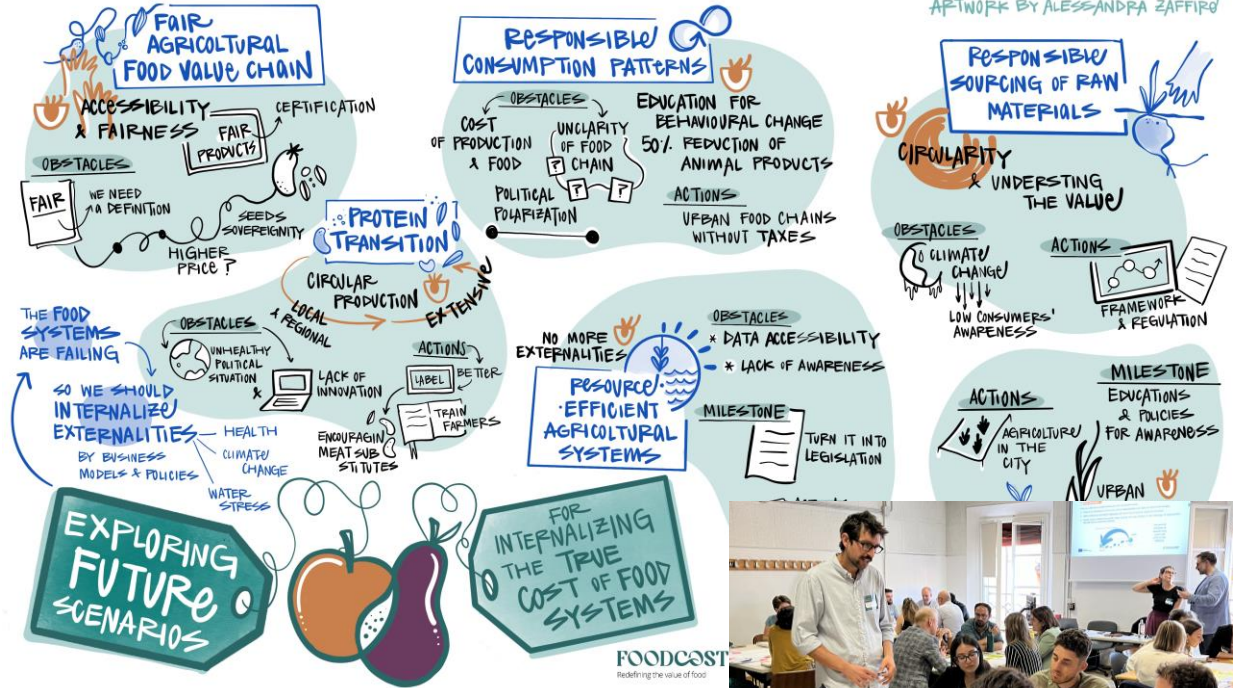 ARTWORK BY ALESSANDRA ZAFFIRO
FAIR
AGRICOLTURAL
FOOD VALUE CHAIN
ACCESSIBILITY
& FAIRNESS
FAIR
PRODUCTS
CERTIFICATION
OBSTACLES
FAIR
WE NEED
A DEFINITION
HIGHER
PRICE?
SEEDS
SOVEREIGNITY
RESPONSIBLE
CONSUMPTION PATTERNS
OBSTACLES
COST
OF PRODUCTION
& FOOD
UNCLARITY
OF FOOD
CHAIN
? ? ?
POLITICAL
POLARIZATION
EDUCATION FOR
BEHAVIOURAL CHANGE
50% REDUCTION OF
ANIMAL PRODUCTS
ACTIONS
URBAN FOOD CHAINS
WITHOUT TAXES
RESPONSIBLE
SOURCING OF RAW
MATERIALS
CIRCULARITY
& UNDERSTING
THE VALUE
OBSTACLES
CLIMATE
CHANGE
LOW CONSUMERS'
AWARENESS
ACTIONS
FRAMEWORK
& REGULATION
PROTEIN
TRANSITION
CIRCULAR
PRODUCTION
LOCAL
& REGIONAL
EXTENSIVE
OBSTACLES
UNHEALTHY
POLITICAL
SITUATION
&
LACK OF
INNOVATION
ACTIONS
LABEL
BETTER
TRAIN
FARMERS
ENCOURAGIN
MEAT SUB
STITUTES
THE FOOD
SYSTEMS
ARE FAILING
SO WE SHOULD
INTERNALIZE
EXTERNALITIES
BY BUSINESS
MODELS & POLICIES
HEALTH
CLIMATE
CHANGE
WATER
STRESS
NO MORE
EXTERNALITIES
RESOURCE
-EFFICIENT
AGRICOLTURAL
SYSTEMS
OBSTACLES
* DATA ACCESSIBILITY
* LACK OF AWARENESS
MILESTONE
TURN IT INTO
LEGISLATION
ACTIONS
AGRICULTURE
IN THE
CITY
MILESTONE
EDUCATIONS
& POLICIES
FOR AWARENESS
URBAN
EXPLORING
FUTURE
SCENARIOS
FOR
INTERNALIZING
THE TRUE
COST OF FOOD
SYSTEMS
FOODCOST
Redefining the value of food